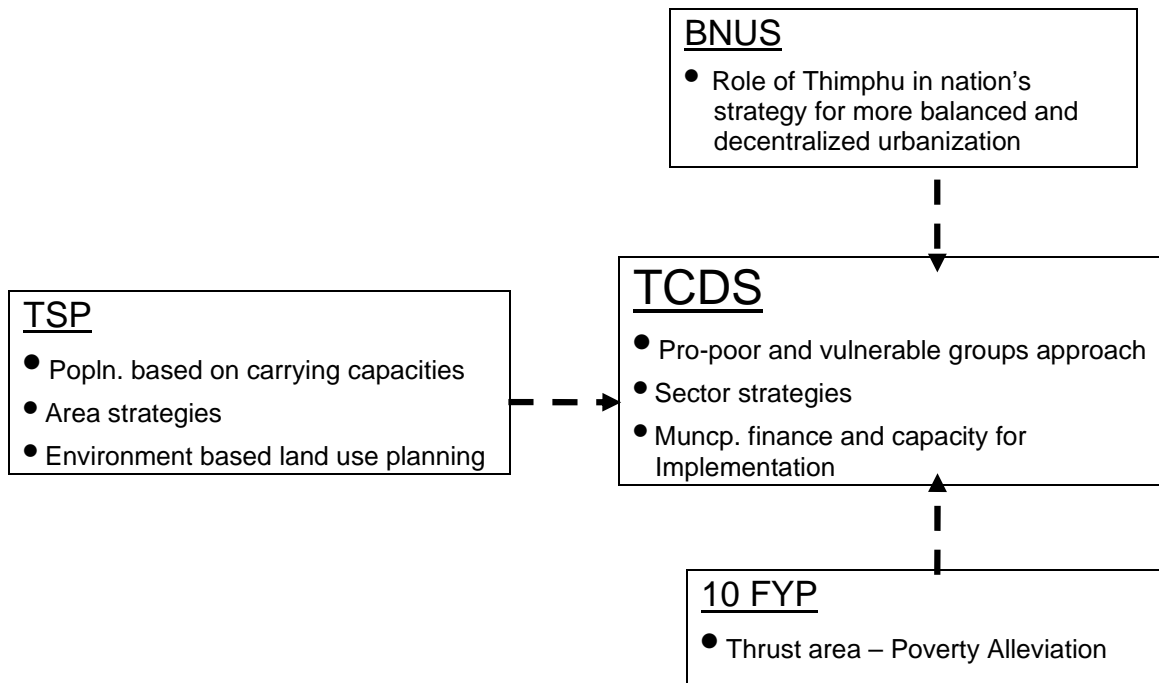 BNUS
• Role of Thimphu in nation's
strategy for more balanced and
decentralized urbanization
TSP
• Popln. based on carrying capacities
• Area strategies
• Environment based land use planning
TCDS
• Pro-poor and vulnerable groups approach
• Sector strategies
• Muncp. finance and capacity for
Implementation
10 FYP
• Thrust area – Poverty Alleviation